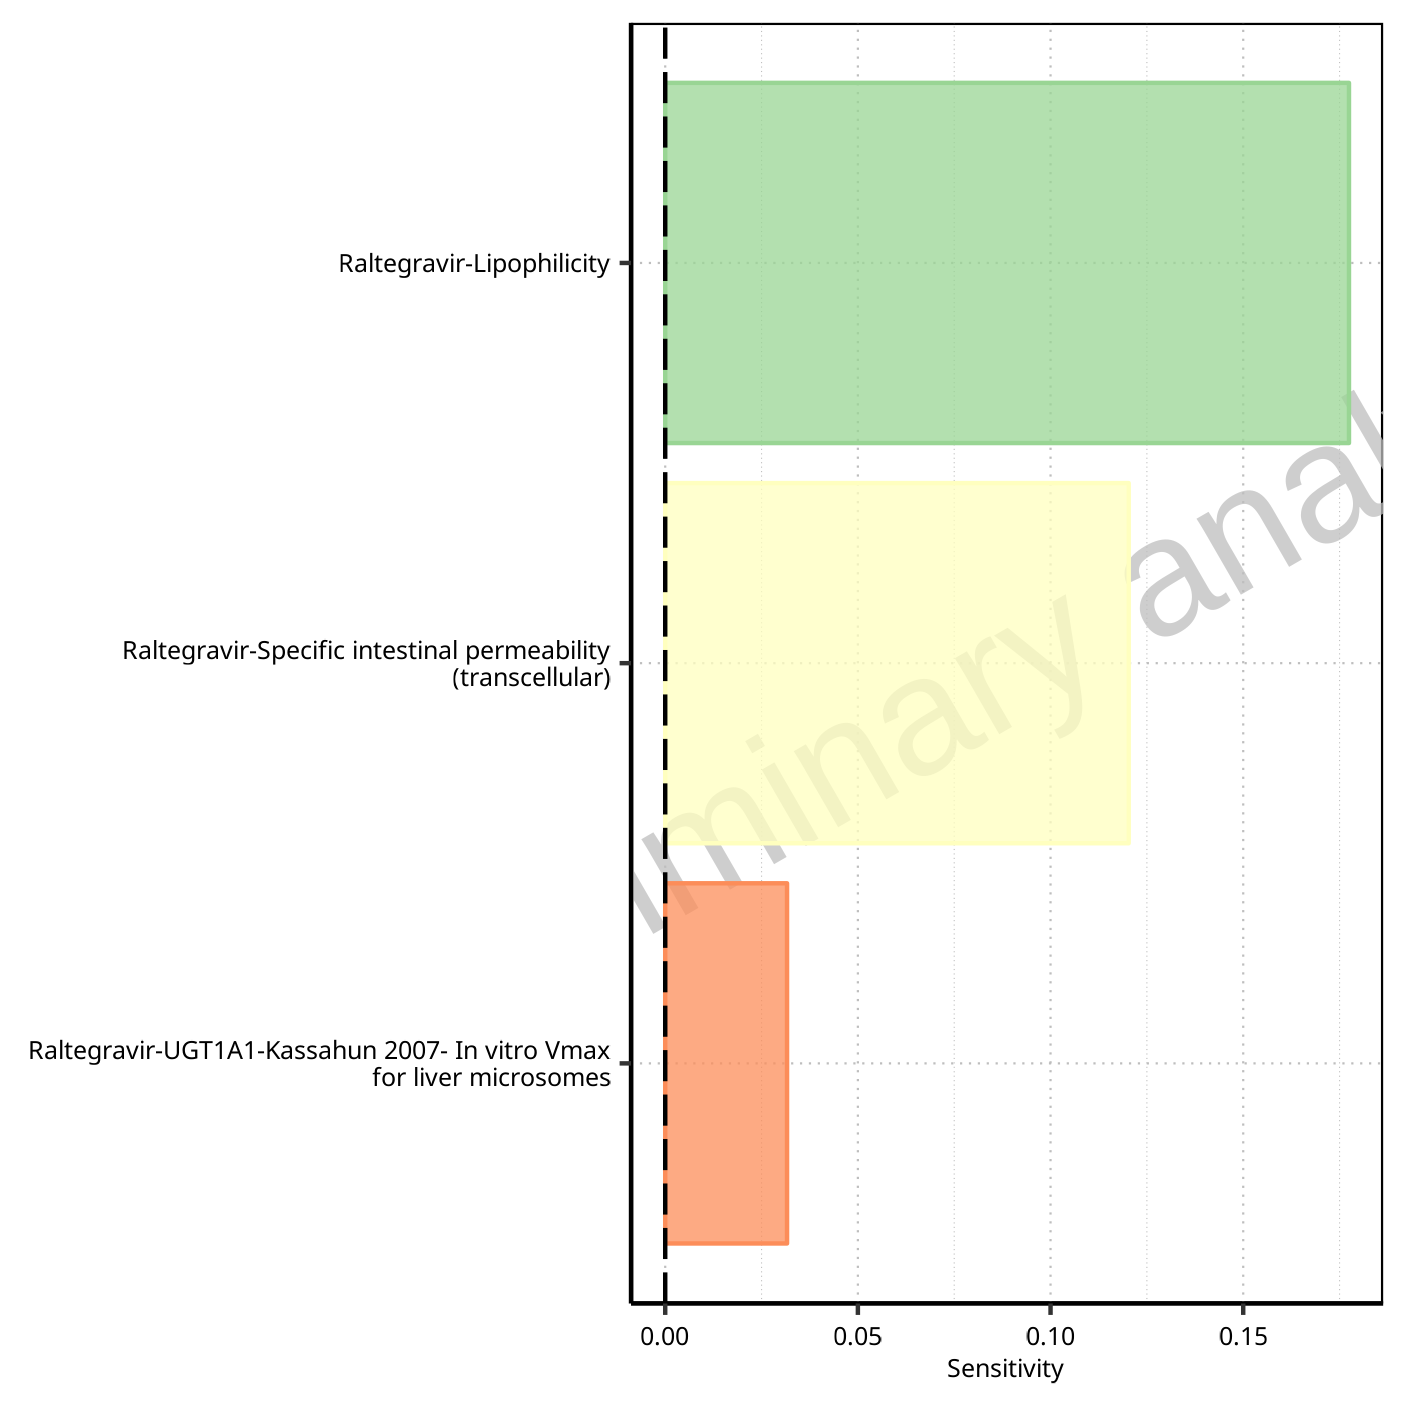 Raltegravir-Lipophilicity
Raltegravir-Specific intestinal permeability
(transcellular)
Raltegravir-UGT1A1-Kassahun 2007- In vitro Vmax
for liver microsomes
minary anal
0.00 0.05 0.10 0.15
Sensitivity